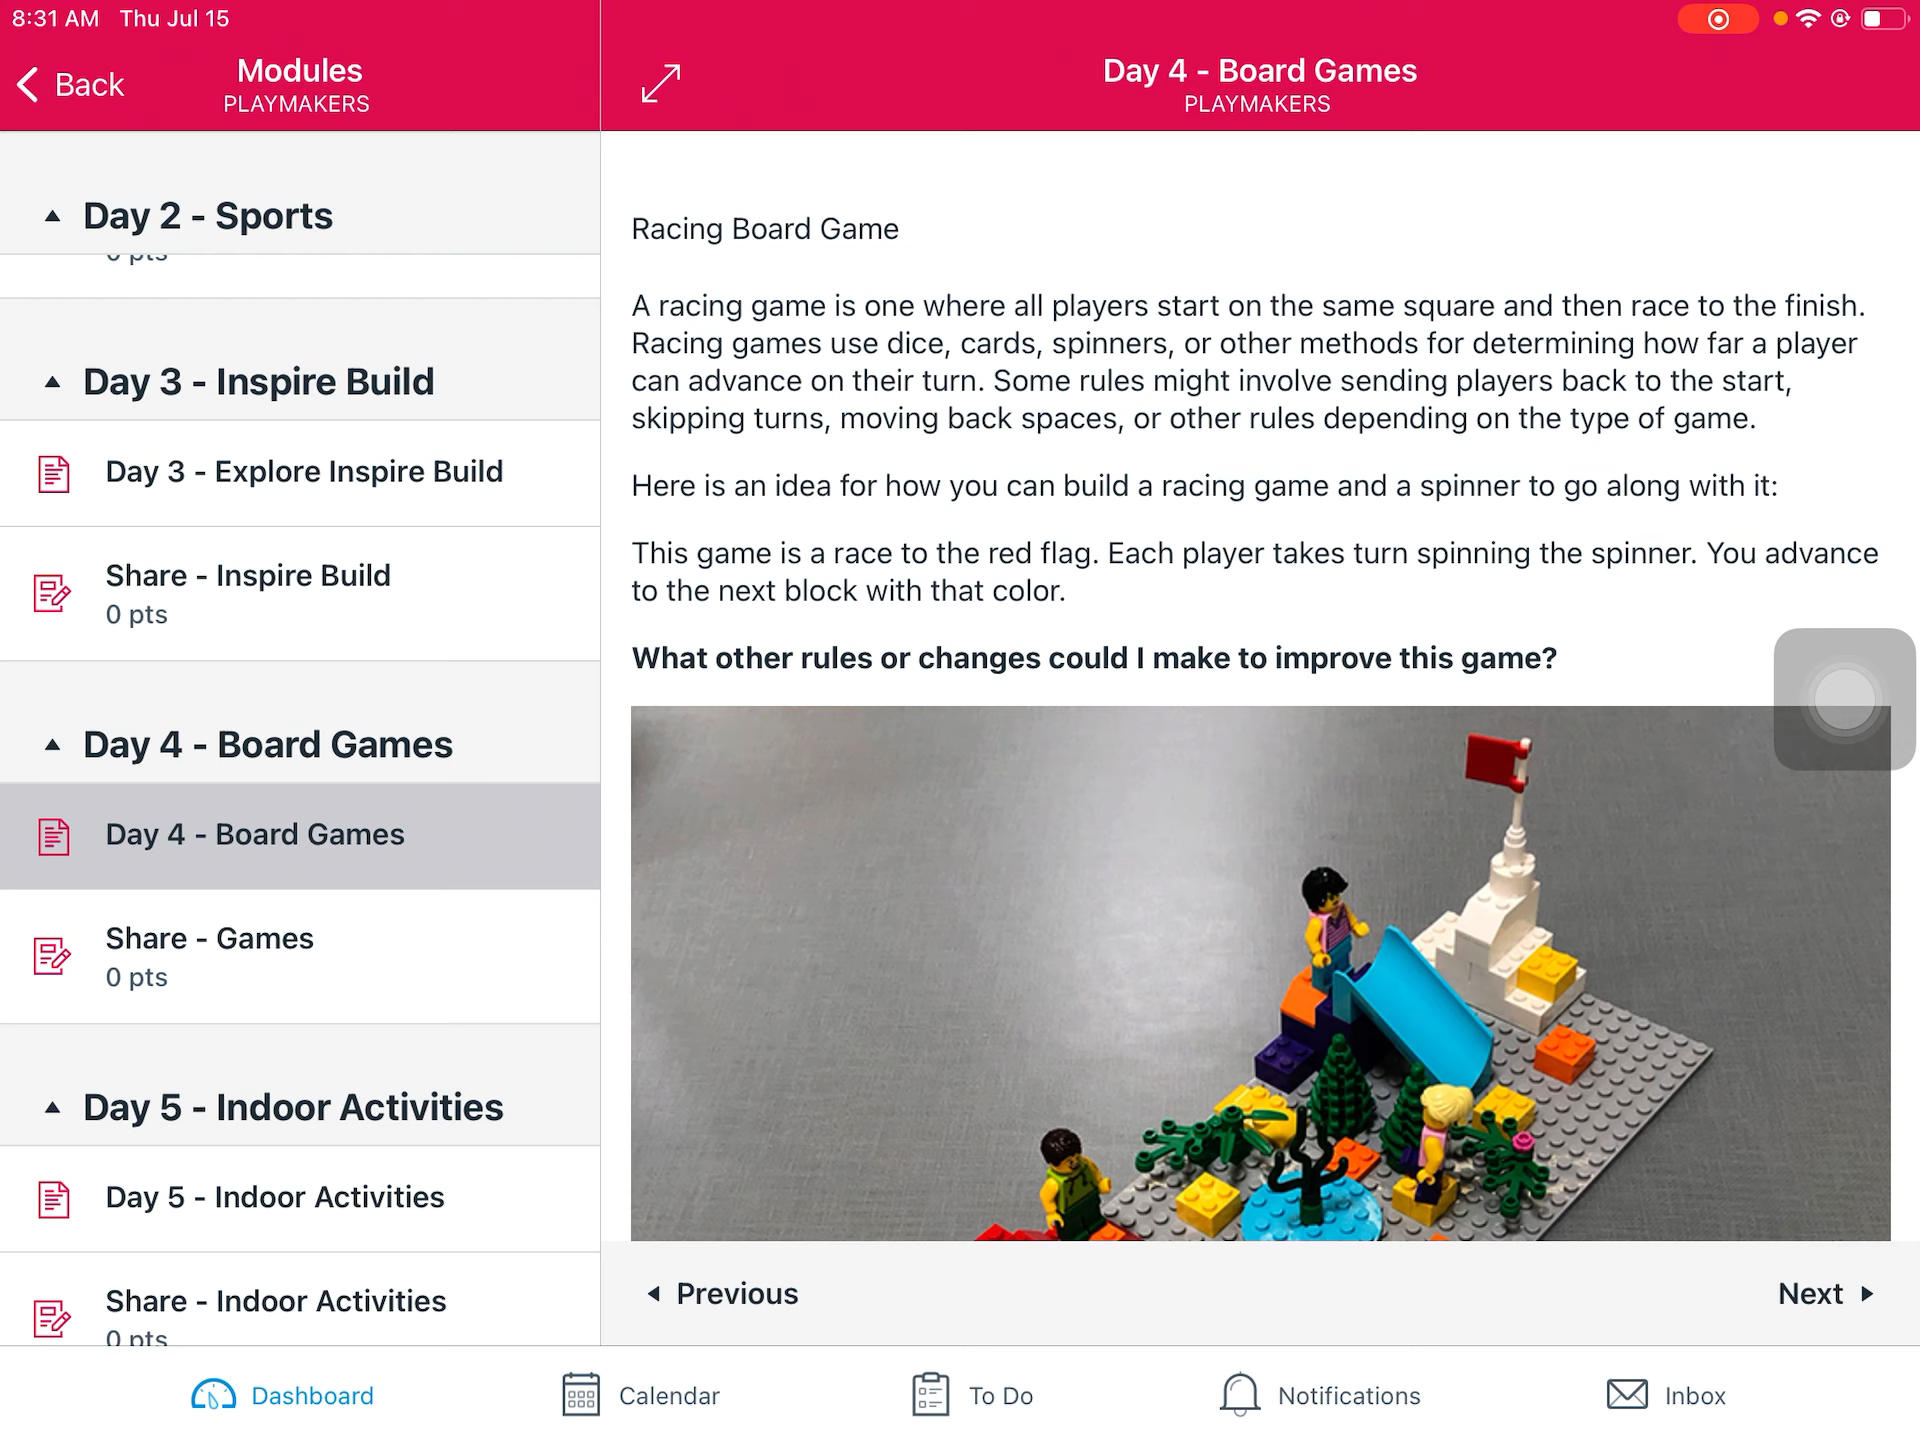 8:31 AM Thu Jul 15
Back
Modules
PLAYMAKERS
Day 4 - Board Games
PLAYMAKERS
Day 2 - Sports
0 pts
Day 3 - Inspire Build
Day 3 - Explore Inspire Build
Share - Inspire Build
0 pts
Day 4 - Board Games
Day 4 - Board Games
Share - Games
0 pts
Day 5 - Indoor Activities
Day 5 - Indoor Activities
Share - Indoor Activities
0 pts
Racing Board Game
A racing game is one where all players start on the same square and then race to the finish.
Racing games use dice, cards, spinners, or other methods for determining how far a player
can advance on their turn. Some rules might involve sending players back to the start,
skipping turns, moving back spaces, or other rules depending on the type of game.
Here is an idea for how you can build a racing game and a spinner to go along with it:
This game is a race to the red flag. Each player takes turn spinning the spinner. You advance
to the next block with that color.
What other rules or changes could I make to improve this game?
Previous
Next
Dashboard
Calendar
To Do
Notifications
Inbox